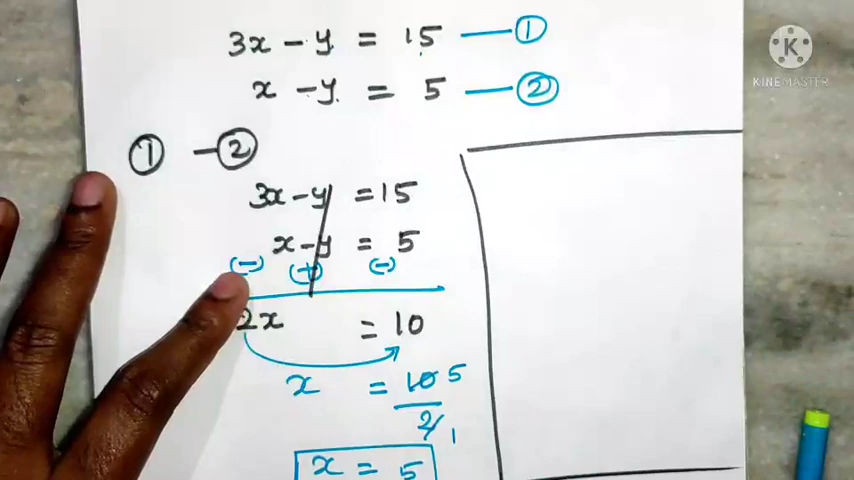 3x - y = 15 — ①
x - y = 5 — ②
K
KINEMASTER
① - ②
3x - y = 15
x - y = 5
(-) (+) (-)
2x = 10
x = 10 5
2 1
x = 5